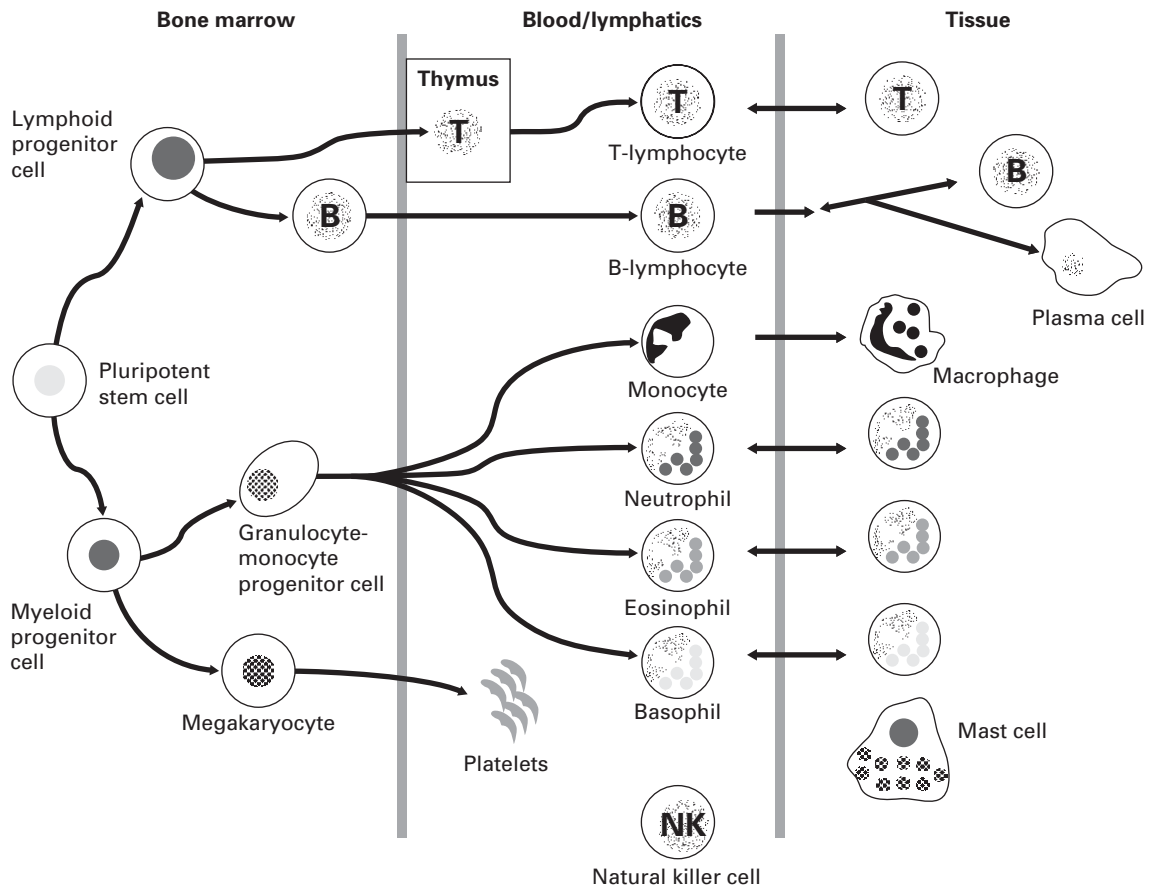 Bone marrow
Blood/lymphatics
Tissue
Thymus
T
T
T
Lymphoid
progenitor
cell
T-lymphocyte
B
B
B
B-lymphocyte
Plasma cell
Pluripotent
stem cell
Monocyte
Macrophage
Neutrophil
Granulocyte-
monocyte
progenitor cell
Eosinophil
Myeloid
progenitor
cell
Megakaryocyte
Basophil
Platelets
Mast cell
NK
Natural killer cell